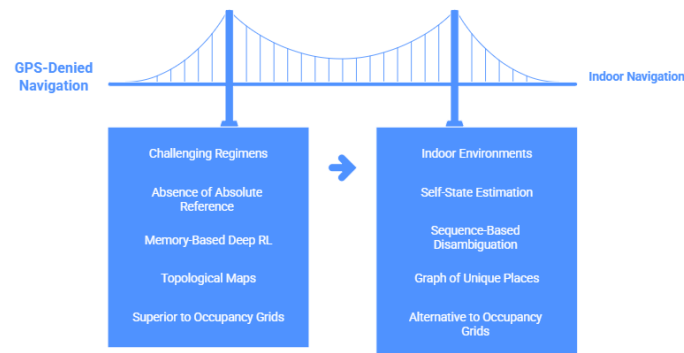 GPS-Denied
Navigation
Indoor Navigation
Challenging Regimens
Absence of Absolute
Reference
Memory-Based Deep RL
Topological Maps
Superior to Occupancy Grids
Indoor Environments
Self-State Estimation
Sequence-Based
Disambiguation
Graph of Unique Places
Alternative to Occupancy
Grids